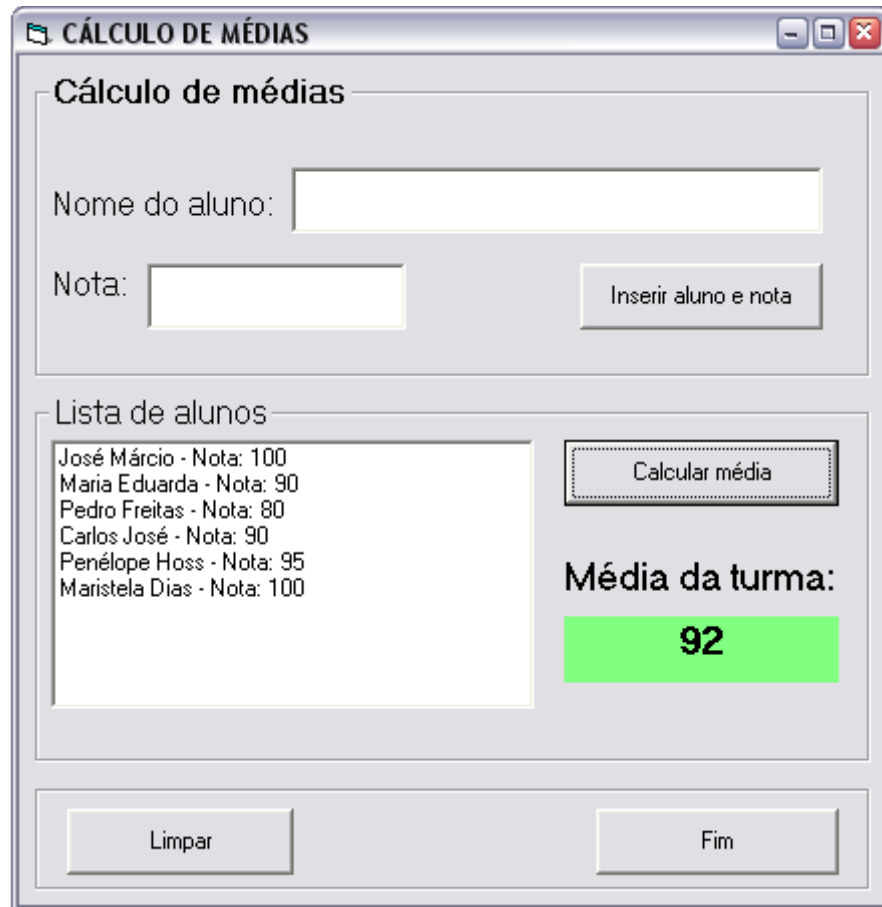 CÁLCULO DE MÉDIAS
Cálculo de médias
Nome do aluno:
Nota:
Inserir aluno e nota
Lista de alunos
José Márcio - Nota: 100
Maria Eduarda - Nota: 90
Pedro Freitas - Nota: 80
Carlos José - Nota: 90
Penélope Hoss - Nota: 95
Maristela Dias - Nota: 100
Calcular média
Média da turma:
92
Limpar
Fim